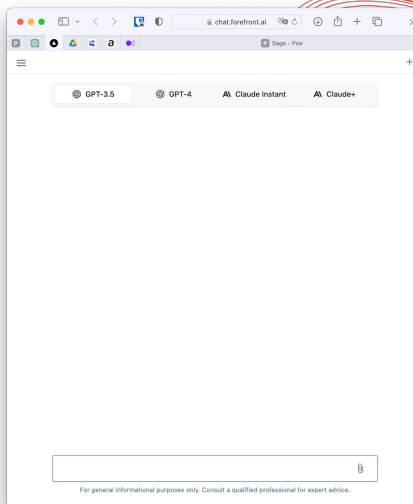 chat.forefront.ai
Sage - Poe
GPT-3.5 GPT-4 Claude Instant Claude+
For general informational purposes only. Consult a qualified professional for expert advice.